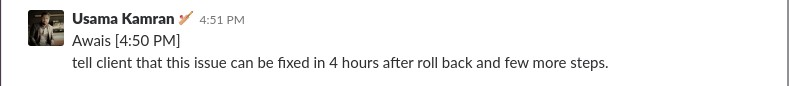 Usama Kamran 4:51 PM
Awais [4:50 PM]
tell client that this issue can be fixed in 4 hours after roll back and few more steps.